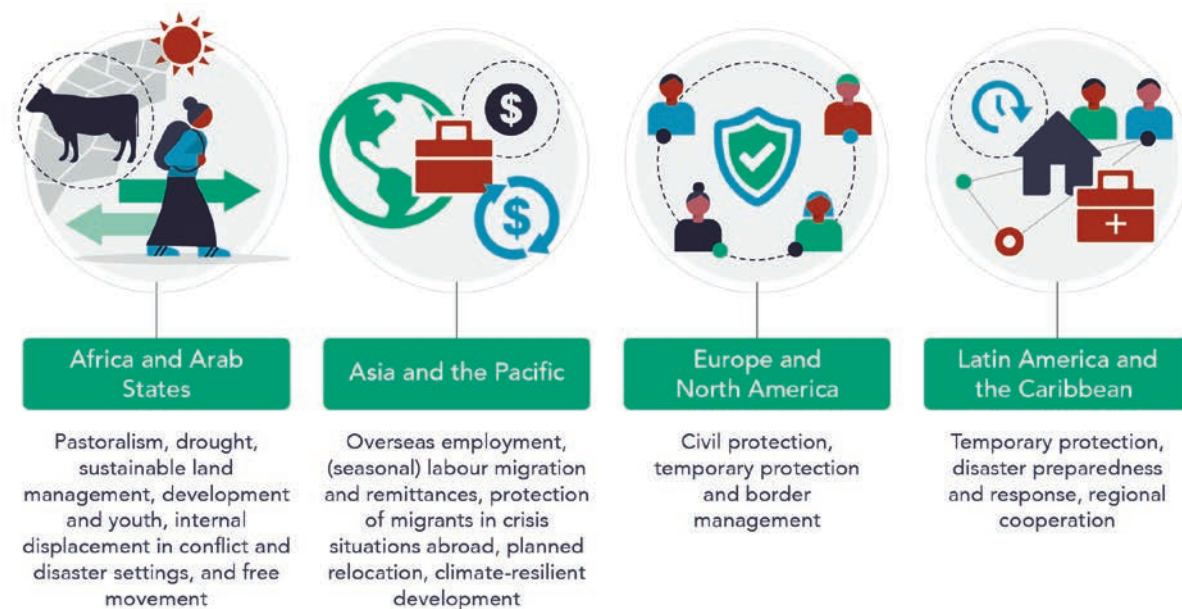 Africa and Arab
States
Pastoralism, drought,
sustainable land
management, development
and youth, internal
displacement in conflict and
disaster settings, and free
movement
$
$
Asia and the Pacific
Overseas employment,
(seasonal) labour migration
and remittances, protection
of migrants in crisis
situations abroad, planned
relocation, climate-resilient
development
Europe and
North America
Civil protection,
temporary protection
and border
management
Latin America and
the Caribbean
Temporary protection,
disaster preparedness
and response, regional
cooperation